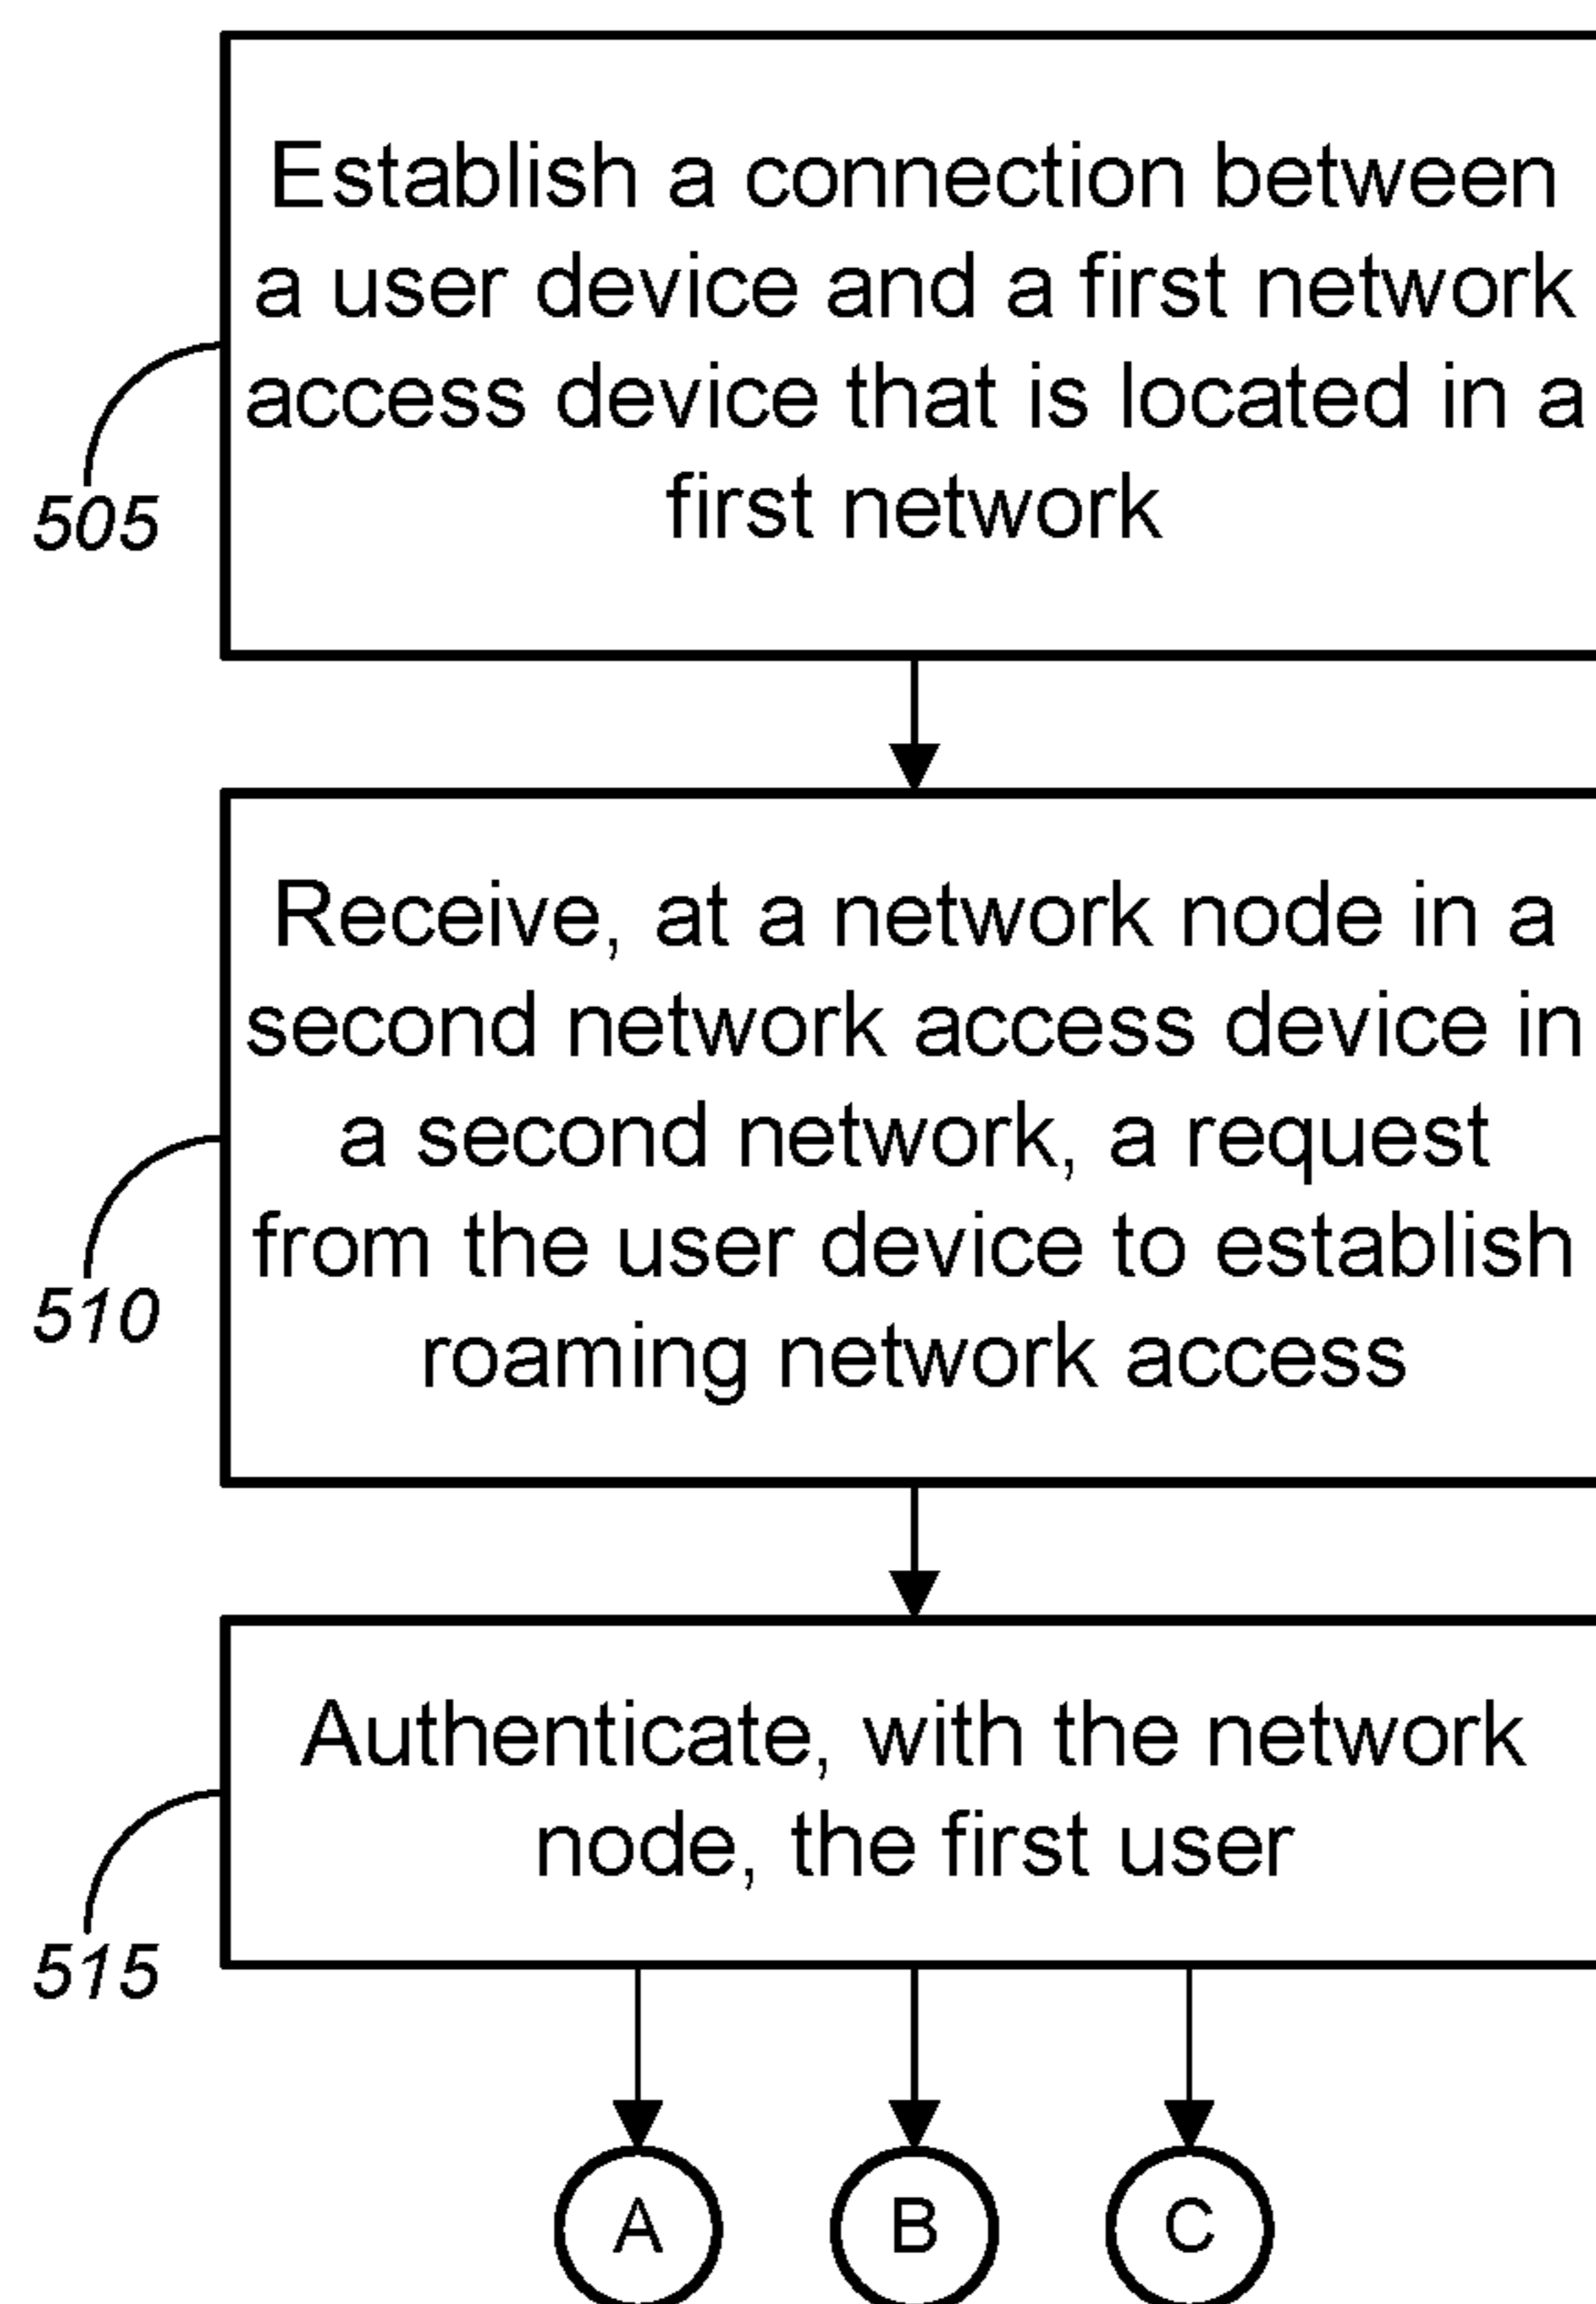 Establish a connection between
a user device and a first network
access device that is located in a
first network
505
Receive, at a network node in a
second network access device in
a second network, a request
from the user device to establish
roaming network access
510
Authenticate, with the network
node, the first user
515
A B C